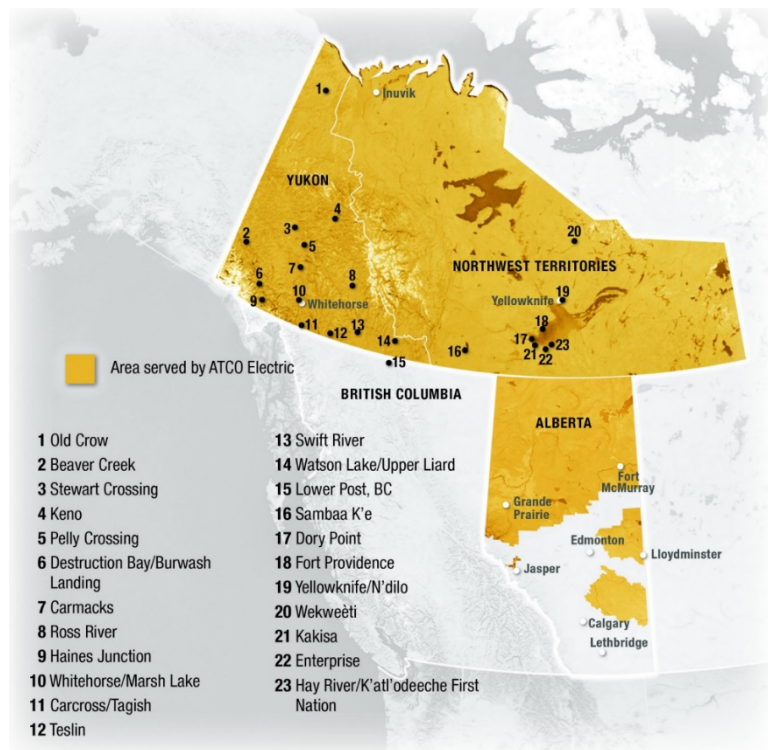 1
Inuvik
YUKON
4
3
2
5
20
7
NORTHWEST TERRITORIES
6
8
9
10
Whitehorse
Yellowknife
19
11
12
13
18
14
17
23
16
21
22
15
Area served by ATCO Electric
BRITISH COLUMBIA
ALBERTA
Fort
McMurray
Grande
Prairie
Edmonton
Lloydminster
Jasper
Calgary
Lethbridge
1 Old Crow
2 Beaver Creek
3 Stewart Crossing
4 Keno
5 Pelly Crossing
6 Destruction Bay/Burwash
Landing
7 Carmacks
8 Ross River
9 Haines Junction
10 Whitehorse/Marsh Lake
11 Carcross/Tagish
12 Teslin
13 Swift River
14 Watson Lake/Upper Liard
15 Lower Post, BC
16 Sambaa K'e
17 Dory Point
18 Fort Providence
19 Yellowknife/N'dilo
20 Wekweèti
21 Kakisa
22 Enterprise
23 Hay River/K'atl'odeeche First
Nation